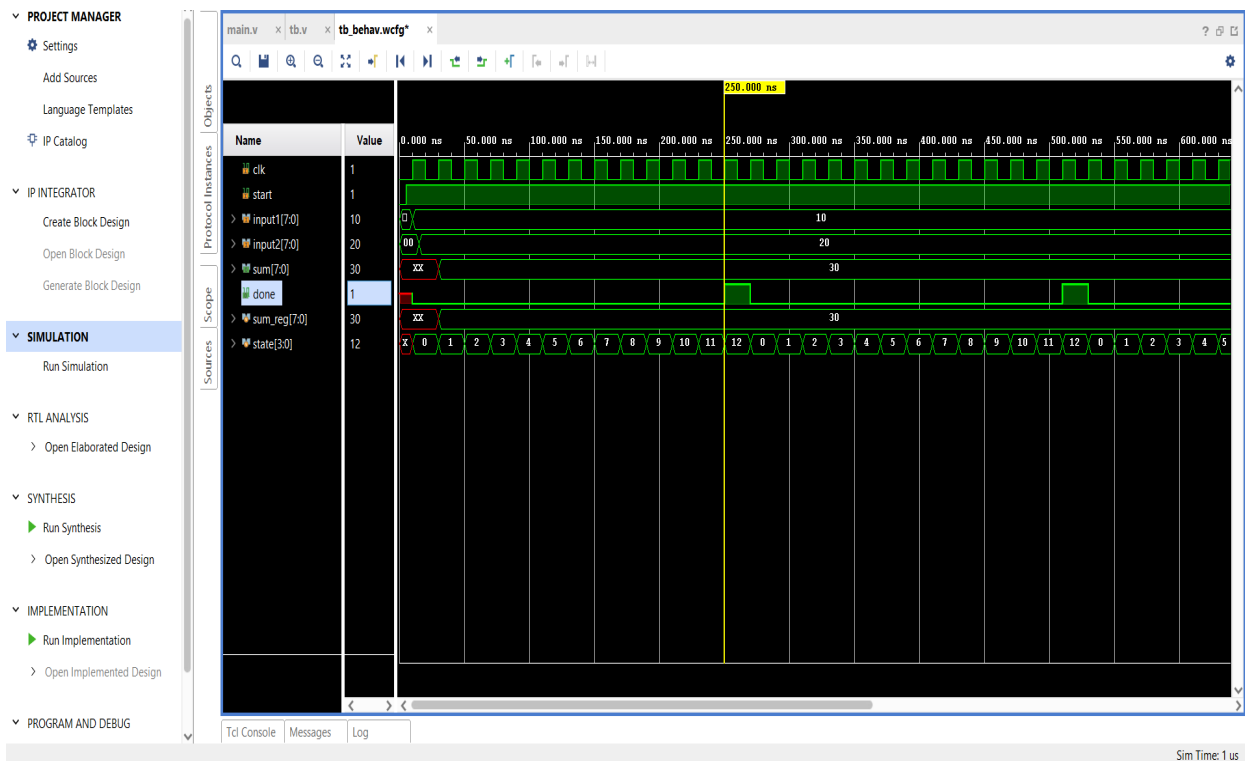 PROJECT MANAGER
Settings
Add Sources
Language Templates
IP Catalog
IP INTEGRATOR
Create Block Design
Open Block Design
Generate Block Design
SIMULATION
Run Simulation
RTL ANALYSIS
Open Elaborated Design
SYNTHESIS
Run Synthesis
Open Synthesized Design
IMPLEMENTATION
Run Implementation
Open Implemented Design
PROGRAM AND DEBUG
Objects
Protocol Instances
Scope
Sources
main.v × tb.v × tb_behav.wcfg* ×
250.000 ns
Name Value 0.000 ns 50.000 ns 100.000 ns 150.000 ns 200.000 ns 250.000 ns 300.000 ns 350.000 ns 400.000 ns 450.000 ns 500.000 ns 550.000 ns 600.000 ns
clk 1
start 1
input1[7:0] 10 10
input2[7:0] 20 00 20
sum[7:0] 30 XX 30
done 1
sum_reg[7:0] 30 XX 30
state[3:0] 12 X 0 1 2 3 4 5 6 7 8 9 10 11 12 0 1 2 3 4 5 6 7 8 9 10 11 12 0 1 2 3 4 5
Tcl Console Messages Log
Sim Time: 1 us